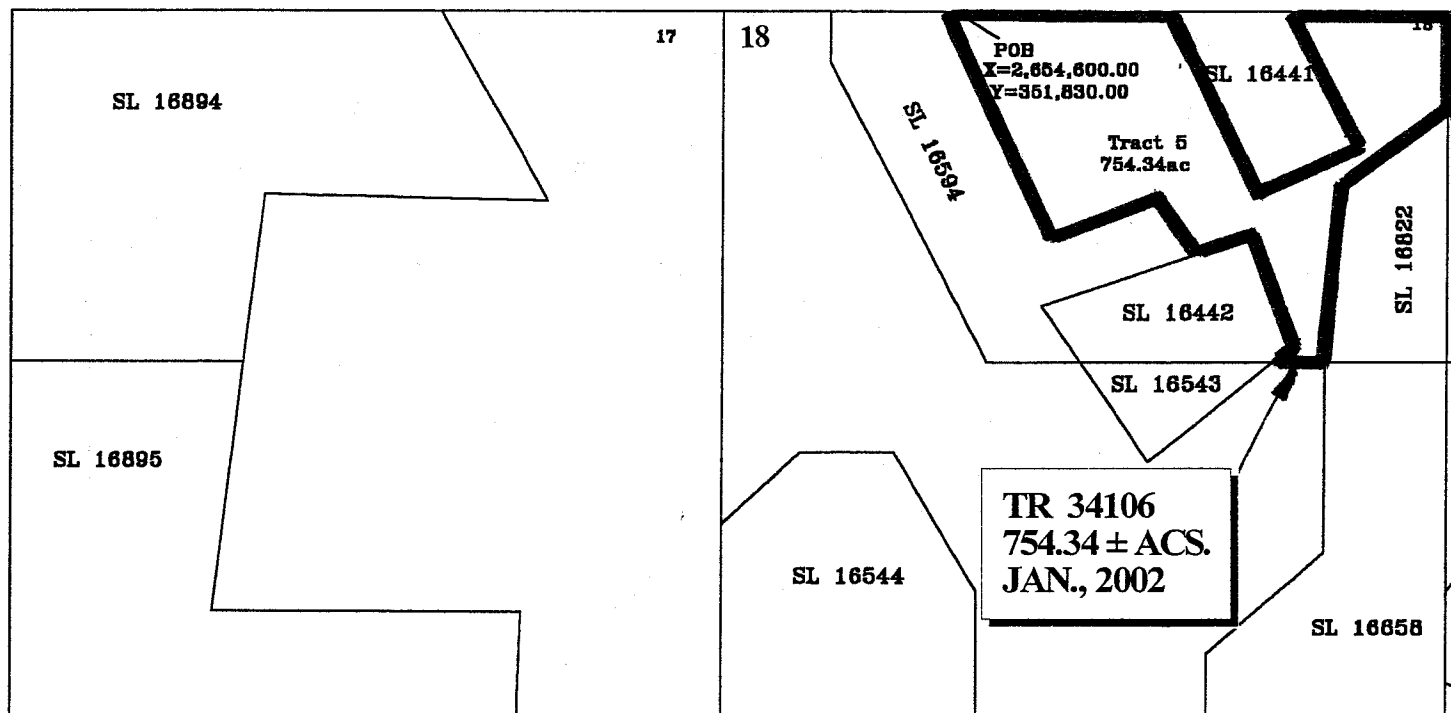 17
18
SL 16894
POB
X=2,654,600.00
Y=351,830.00
SL 16441
SL 16594
Tract 5
754.34ac
SL 16822
SL 16442
SL 16543
SL 16895
TR 34106
754.34 ± ACS.
JAN., 2002
SL 16544
SL 16658